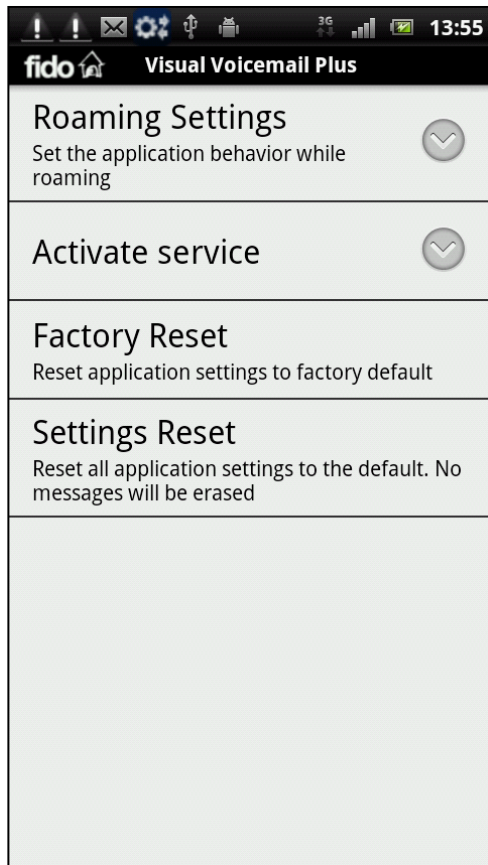 3G
13:55
fido
Visual Voicemail Plus
Roaming Settings
Set the application behavior while
roaming
Activate service
Factory Reset
Reset application settings to factory default
Settings Reset
Reset all application settings to the default. No
messages will be erased